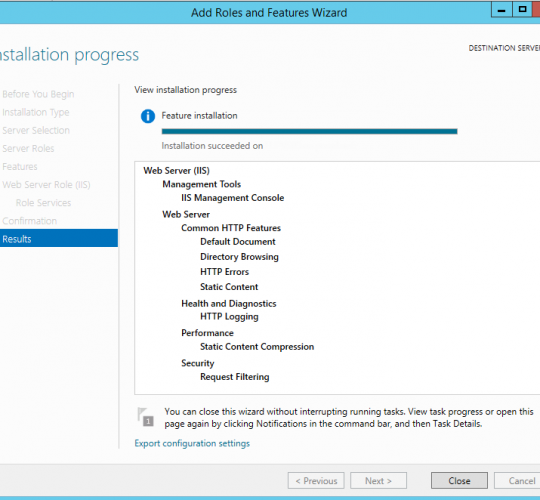 Add Roles and Features Wizard
nstallation progress
DESTINATION SERVER
Before You Begin
Installation Type
Server Selection
Server Roles
Features
Web Server Role (IIS)
Role Services
Confirmation
Results
View installation progress
Feature installation
Installation succeeded on
Web Server (IIS)
Management Tools
IIS Management Console
Web Server
Common HTTP Features
Default Document
Directory Browsing
HTTP Errors
Static Content
Health and Diagnostics
HTTP Logging
Performance
Static Content Compression
Security
Request Filtering
1
You can close this wizard without interrupting running tasks. View task progress or open this
page again by clicking Notifications in the command bar, and then Task Details.
Export configuration settings
< Previous
Next >
Close
Cancel